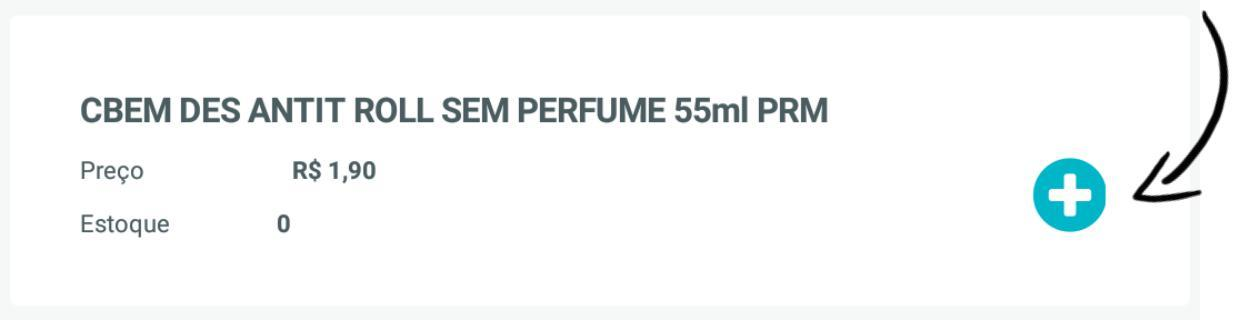 CBEM DES ANTIT ROLL SEM PERFUME 55ml PRM
Preço R$ 1,90
Estoque 0